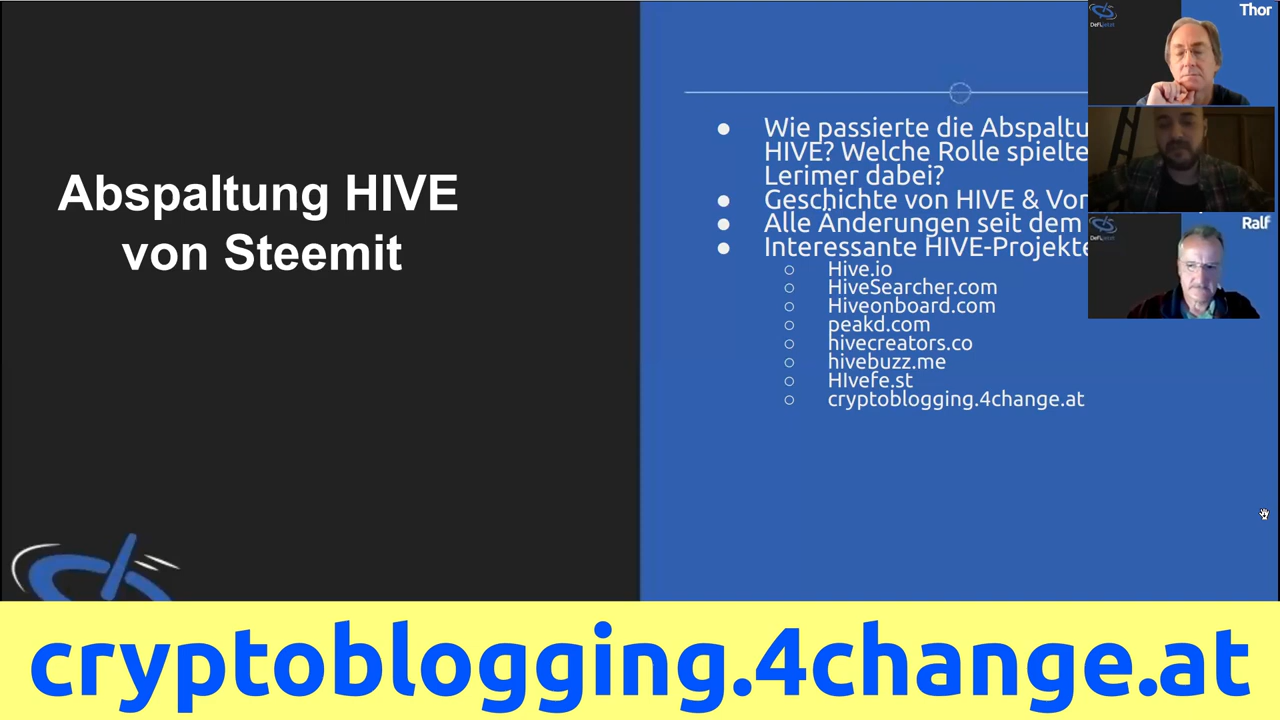 Abspaltung HIVE
von Steemit
● Wie passierte die Abspaltu
HIVE? Welche Rolle spielte
Lerimer dabei?
● Geschichte von HIVE & Vor
● Alle Änderungen seit dem
● Interessante HIVE-Projekte
○ Hive.io
○ HiveSearcher.com
○ Hiveonboard.com
○ peakd.com
○ hivecreators.co
○ hivebuzz.me
○ HIvefe.st
○ cryptoblogging.4change.at
Thor
Ralf
cryptoblogging.4change.at